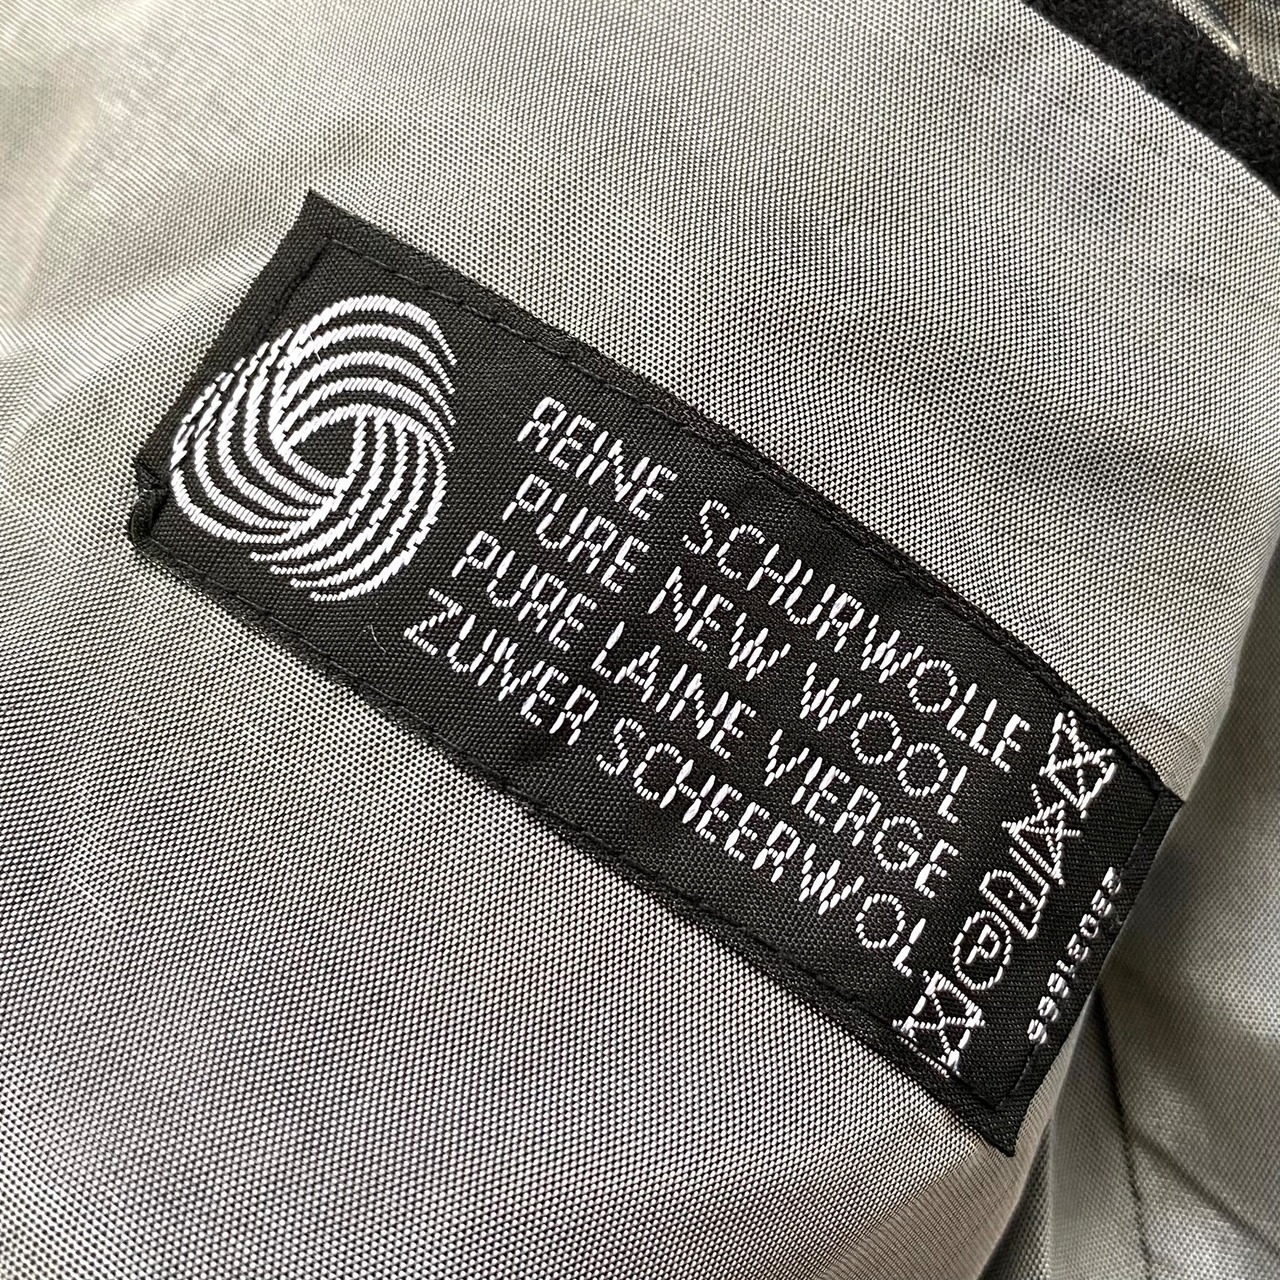 REINE SCHURWOLLE
PURE NEW WOOL
PURE LAINE VIERGE
ZUIVER SCHEERWOL
P